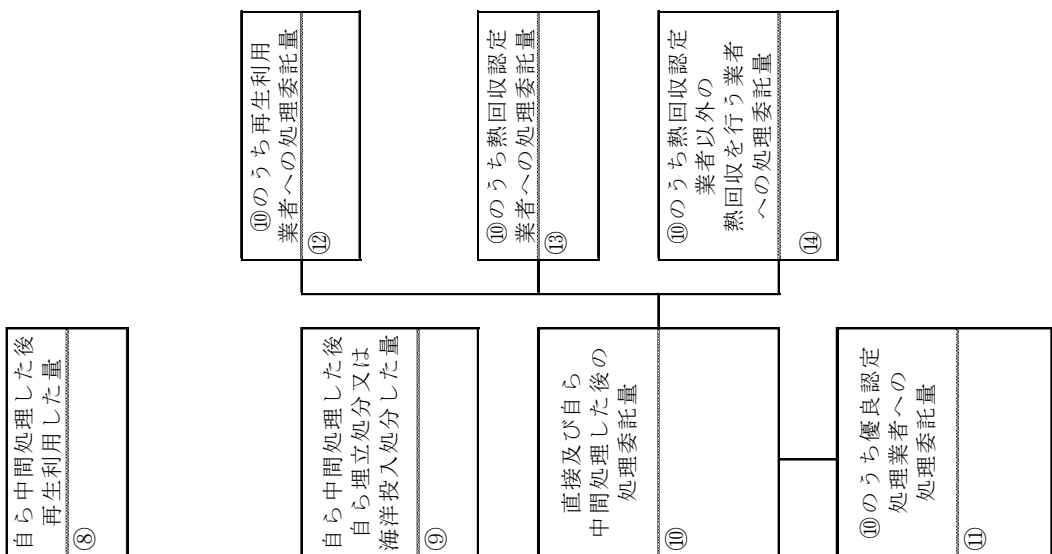 自ら中間処理した後
再生利用した量
⑧
自ら中間処理した後
自ら埋立処分又は
海洋投入処分した量
⑨
直接及び自ら
中間処理した後の
処理委託量
⑩
⑩のうち優良認定
処理業者への
処理委託量
⑪
⑩のうち再生利用
業者への処理委託量
⑫
⑩のうち熱回収認定
業者への処理委託量
⑬
⑩のうち熱回収認定
業者以外の
熱回収を行う業者
への処理委託量
⑭